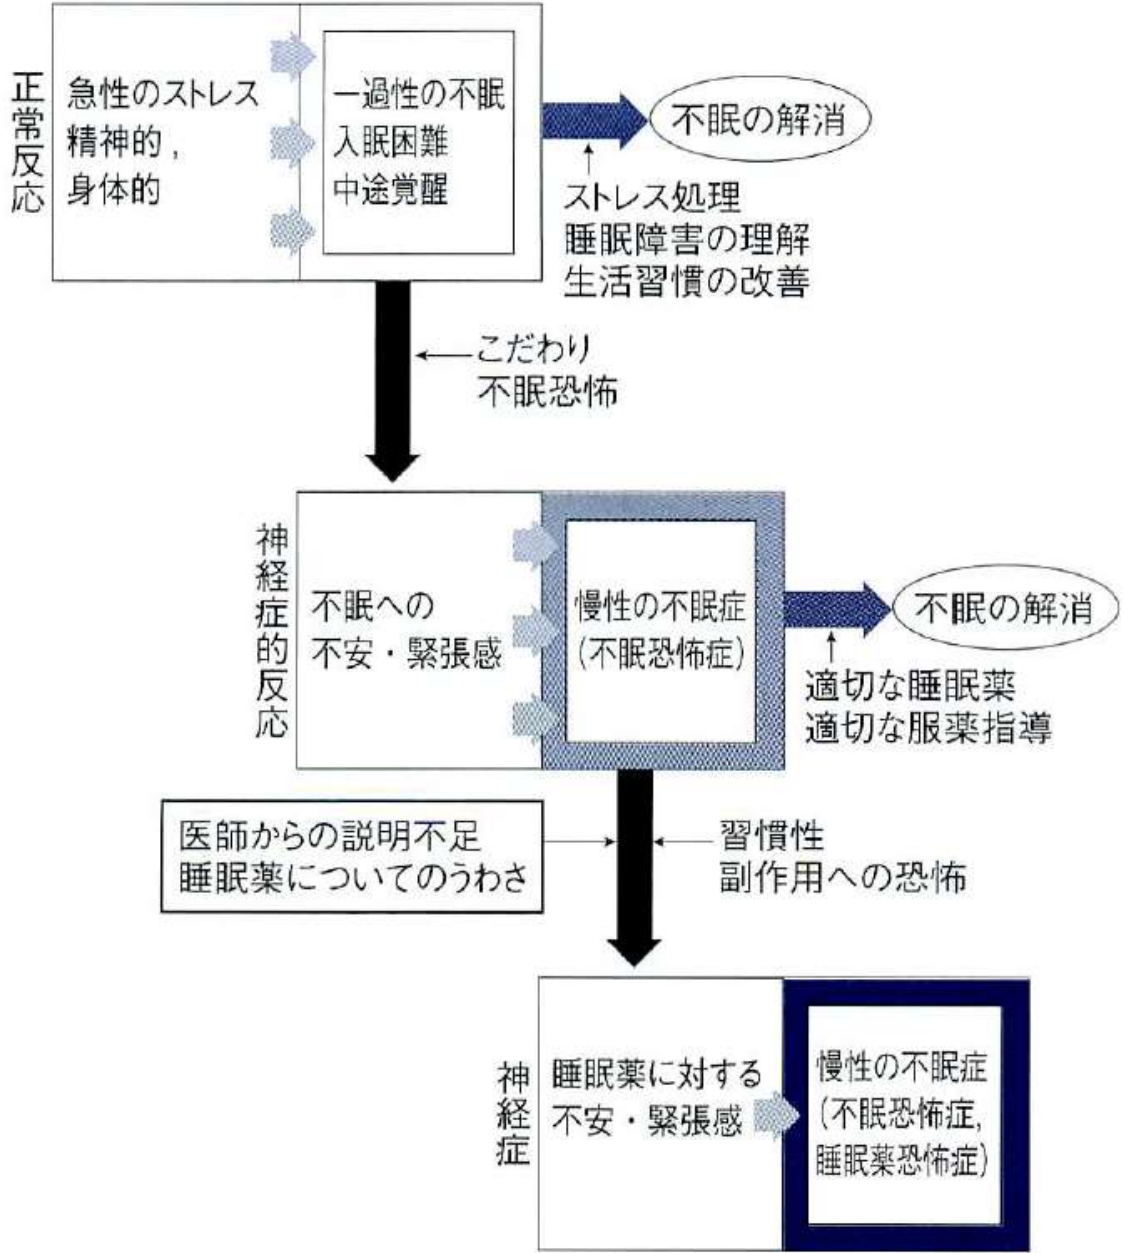 正常反応
急性のストレス
精神的，
身体的
一過性の不眠
入眠困難
中途覚醒
不眠の解消
ストレス処理
睡眠障害の理解
生活習慣の改善
こだわり
不眠恐怖
神経症的反応
不眠への
不安・緊張感
慢性の不眠症
(不眠恐怖症)
不眠の解消
適切な睡眠薬
適切な服薬指導
医師からの説明不足
睡眠薬についてのうわさ
習慣性
副作用への恐怖
神経症
睡眠薬に対する
不安・緊張感
慢性の不眠症
(不眠恐怖症,
睡眠薬恐怖症)